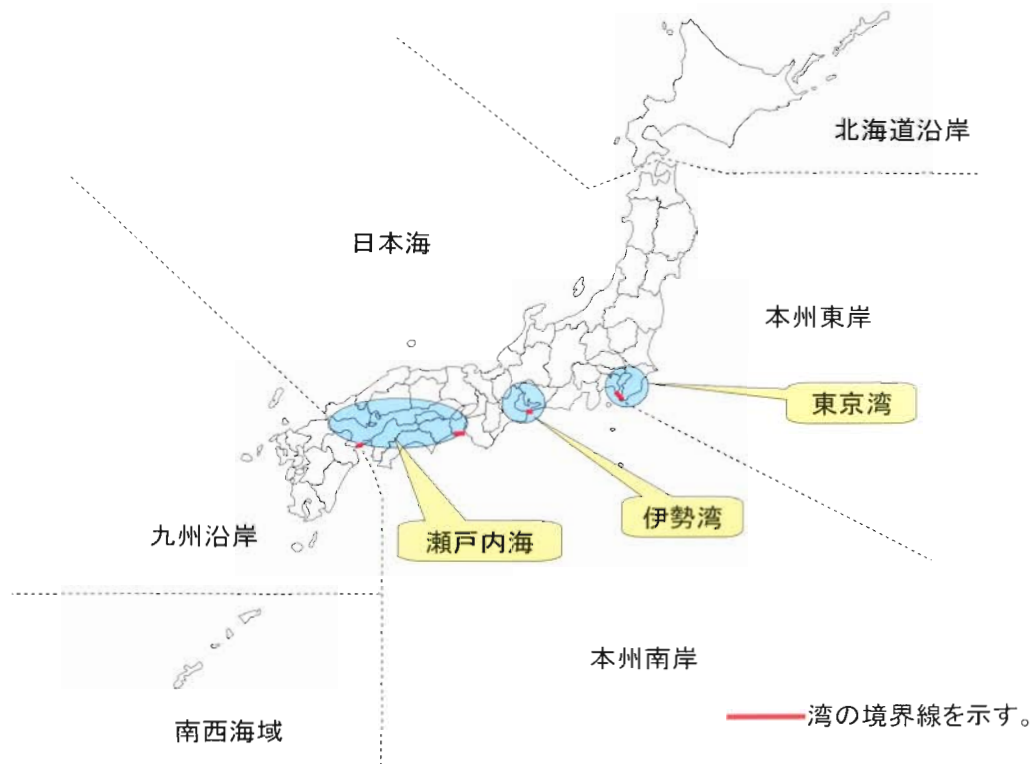 北海道沿岸
日本海
本州東岸
東京湾
伊勢湾
九州沿岸
瀬戸内海
本州南岸
南西海域
湾の境界線を示す。